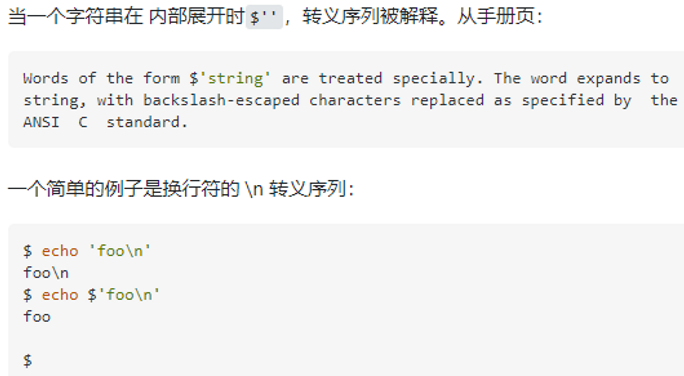 当一个字符串在 内部展开时$'',转义序列被解释。从手册页:
Words of the form $'string' are treated specially. The word expands to
string, with backslash-escaped characters replaced as specified by  the
ANSI  C  standard.
一个简单的例子是换行符的 \n 转义序列:
$ echo 'foo\n'
foo\n
$ echo $'foo\n'
foo
$